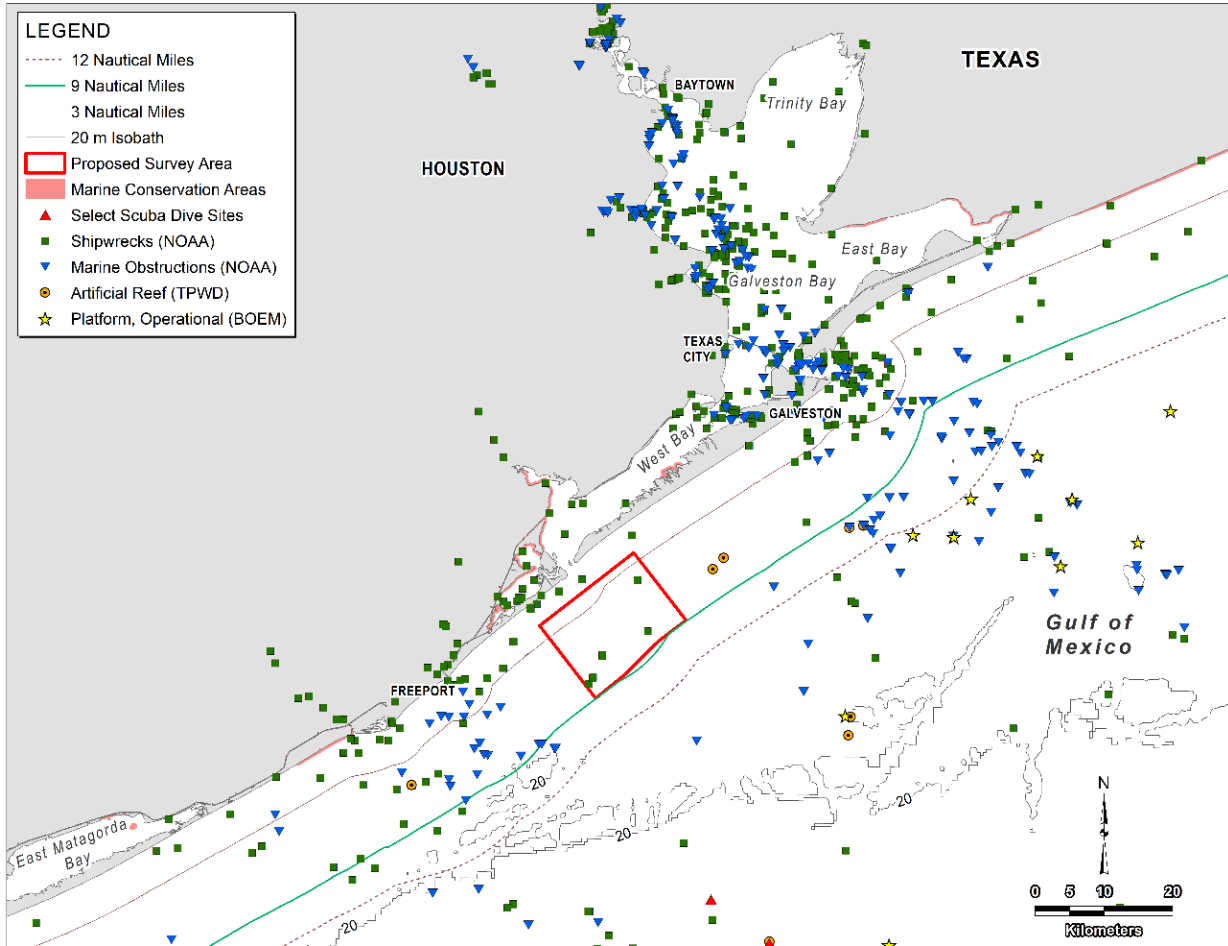 LEGEND
12 Nautical Miles
9 Nautical Miles
3 Nautical Miles
20 m Isobath
Proposed Survey Area
Marine Conservation Areas
Select Scuba Dive Sites
Shipwrecks (NOAA)
Marine Obstructions (NOAA)
Artificial Reef (TPWD)
Platform, Operational (BOEM)
TEXAS
BAYTOWN
Trinity Bay
HOUSTON
East Bay
Galveston Bay
TEXAS
CITY
GALVESTON
West Bay
Gulf of
Mexico
FREEPORT
20
20
20
20
East Matagorda
Bay
N
0 5 10 20
Kilometers